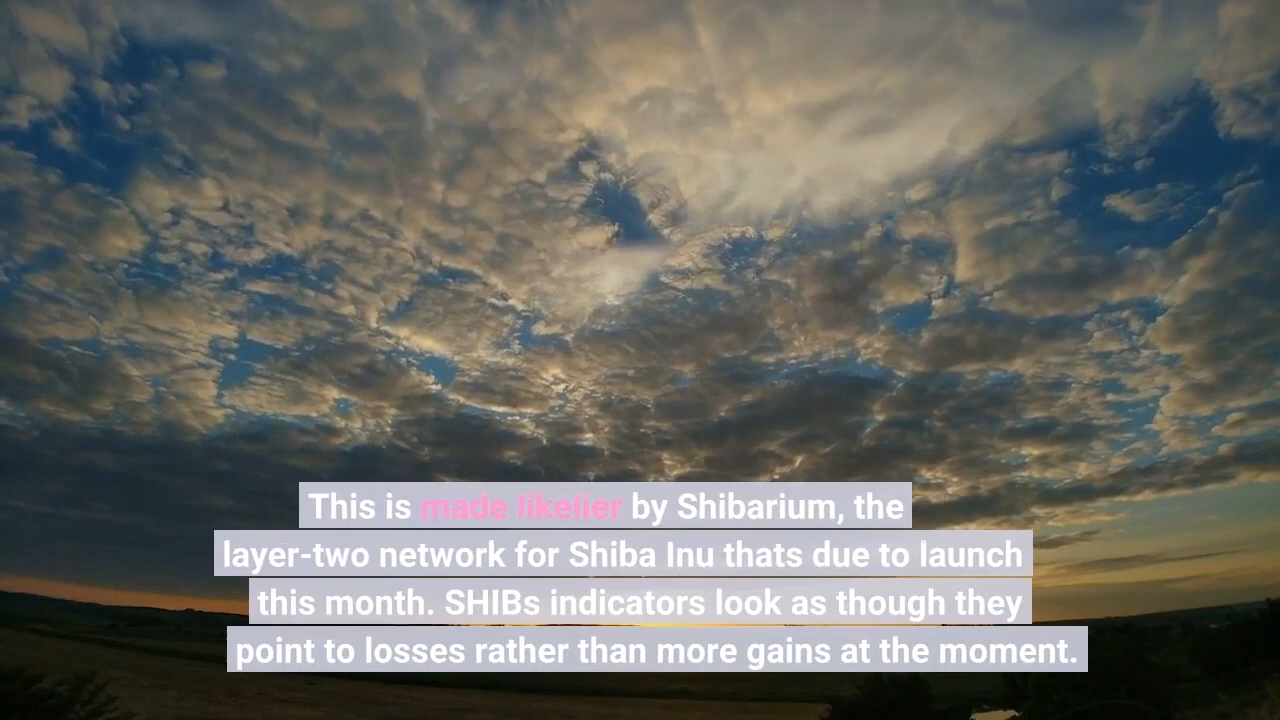 This is made likelier by Shibarium, the
layer-two network for Shiba Inu thats due to launch
this month. SHIBs indicators look as though they
point to losses rather than more gains at the moment.